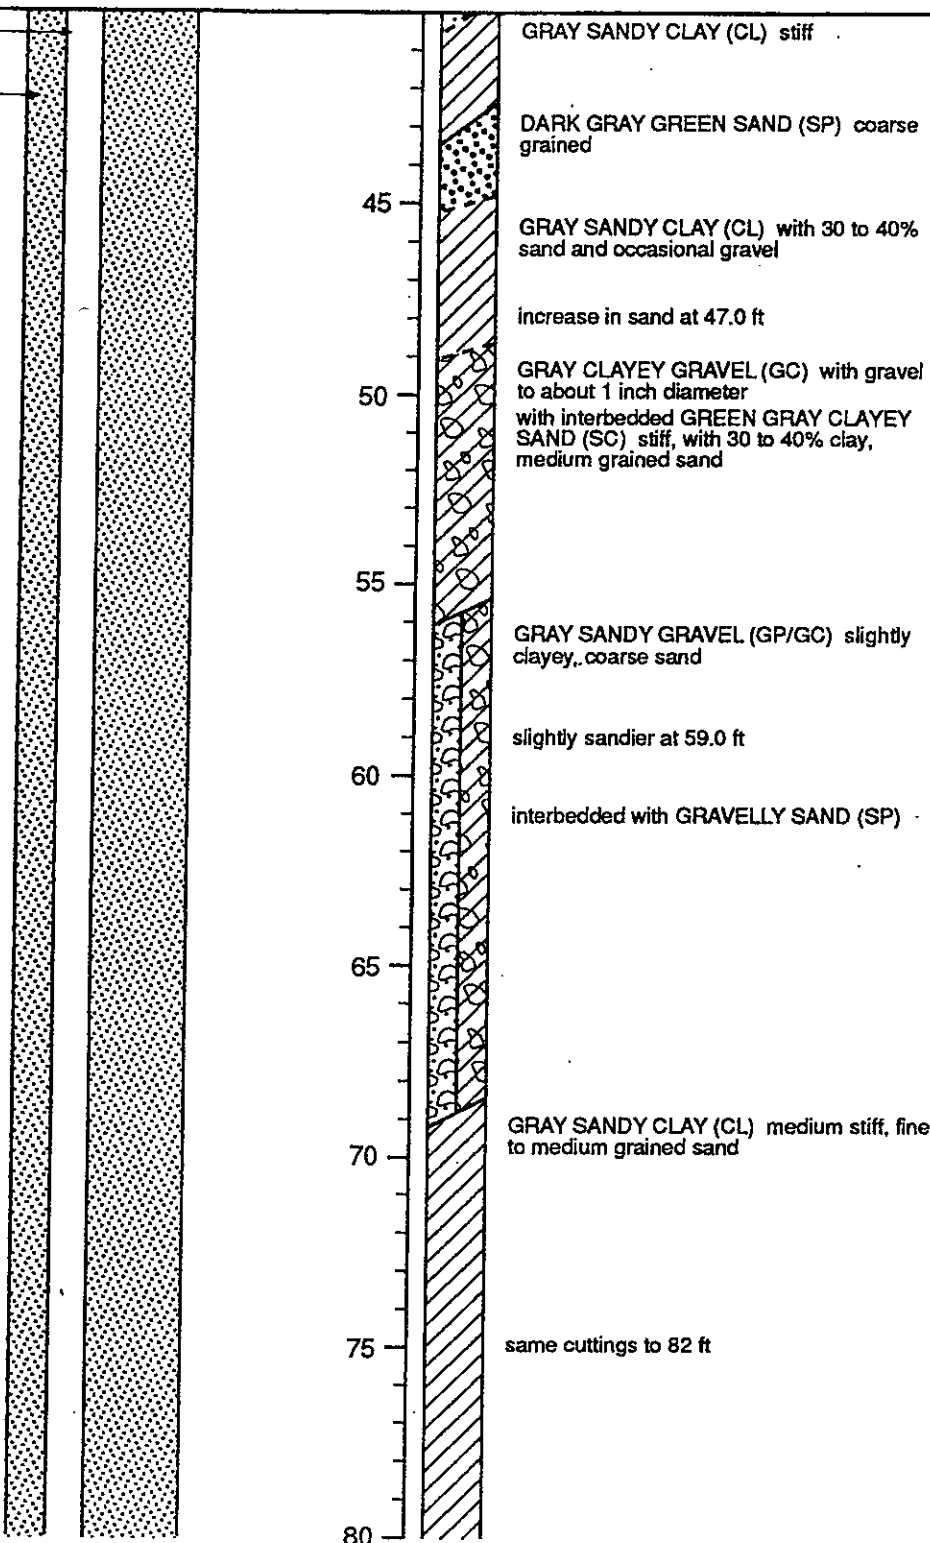 GRAY SANDY CLAY (CL) stiff
DARK GRAY GREEN SAND (SP) coarse
grained
45
GRAY SANDY CLAY (CL) with 30 to 40%
sand and occasional gravel
increase in sand at 47.0 ft
GRAY CLAYEY GRAVEL (GC) with gravel
to about 1 inch diameter
50
with interbedded GREEN GRAY CLAYEY
SAND (SC) stiff, with 30 to 40% clay,
medium grained sand
55
GRAY SANDY GRAVEL (GP/GC) slightly
clayey, coarse sand
slightly sandier at 59.0 ft
60
interbedded with GRAVELLY SAND (SP)
65
GRAY SANDY CLAY (CL) medium stiff, fine
to medium grained sand
70
75
same cuttings to 82 ft
80